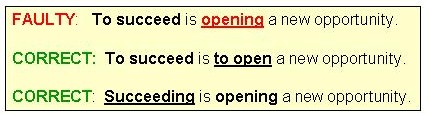 FAULTY: To succeed is opening a new opportunity.
CORRECT: To succeed is to open a new opportunity.
CORRECT: Succeeding is opening a new opportunity.